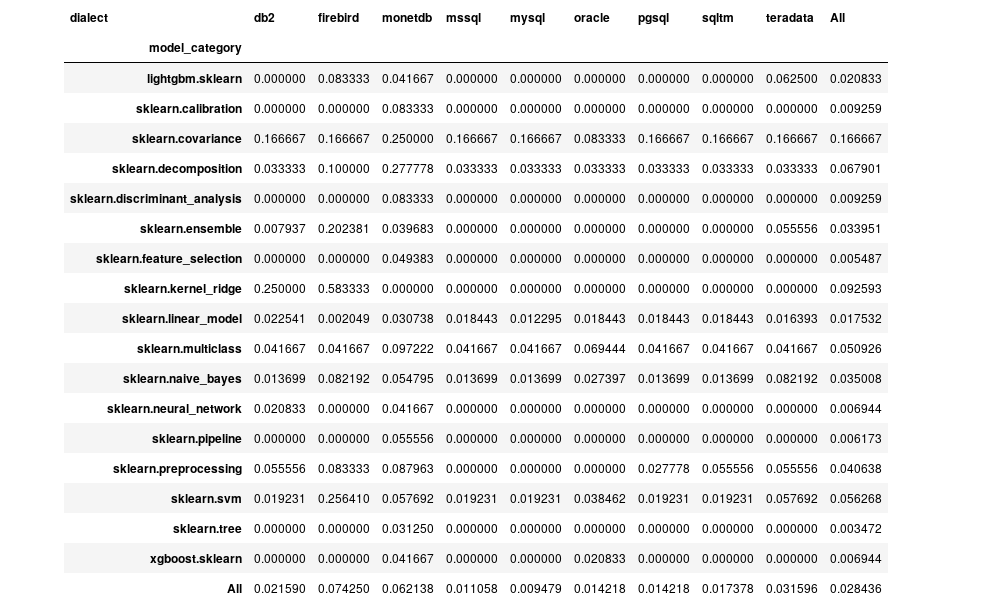 dialect db2 firebird monetdb mssql mysql oracle pgsql sqltm teradata All
model_category
lightgbm.sklearn 0.000000 0.083333 0.041667 0.000000 0.000000 0.000000 0.000000 0.000000 0.062500 0.020833
sklearn.calibration 0.000000 0.000000 0.083333 0.000000 0.000000 0.000000 0.000000 0.000000 0.000000 0.009259
sklearn.covariance 0.166667 0.166667 0.250000 0.166667 0.166667 0.083333 0.166667 0.166667 0.166667 0.166667
sklearn.decomposition 0.033333 0.100000 0.277778 0.033333 0.033333 0.033333 0.033333 0.033333 0.033333 0.067901
sklearn.discriminant_analysis 0.000000 0.000000 0.083333 0.000000 0.000000 0.000000 0.000000 0.000000 0.000000 0.009259
sklearn.ensemble 0.007937 0.202381 0.039683 0.000000 0.000000 0.000000 0.000000 0.000000 0.055556 0.033951
sklearn.feature_selection 0.000000 0.000000 0.049383 0.000000 0.000000 0.000000 0.000000 0.000000 0.000000 0.005487
sklearn.kernel_ridge 0.250000 0.583333 0.000000 0.000000 0.000000 0.000000 0.000000 0.000000 0.000000 0.092593
sklearn.linear_model 0.022541 0.002049 0.030738 0.018443 0.012295 0.018443 0.018443 0.018443 0.016393 0.017532
sklearn.multiclass 0.041667 0.041667 0.097222 0.041667 0.041667 0.069444 0.041667 0.041667 0.041667 0.050926
sklearn.naive_bayes 0.013699 0.082192 0.054795 0.013699 0.013699 0.027397 0.013699 0.013699 0.082192 0.035008
sklearn.neural_network 0.020833 0.000000 0.041667 0.000000 0.000000 0.000000 0.000000 0.000000 0.000000 0.006944
sklearn.pipeline 0.000000 0.000000 0.055556 0.000000 0.000000 0.000000 0.000000 0.000000 0.000000 0.006173
sklearn.preprocessing 0.055556 0.083333 0.087963 0.000000 0.000000 0.000000 0.027778 0.055556 0.055556 0.040638
sklearn.svm 0.019231 0.256410 0.057692 0.019231 0.019231 0.038462 0.019231 0.019231 0.057692 0.056268
sklearn.tree 0.000000 0.000000 0.031250 0.000000 0.000000 0.000000 0.000000 0.000000 0.000000 0.003472
xgboost.sklearn 0.000000 0.000000 0.041667 0.000000 0.000000 0.020833 0.000000 0.000000 0.000000 0.006944
All 0.021590 0.074250 0.062138 0.011058 0.009479 0.014218 0.014218 0.017378 0.031596 0.028436